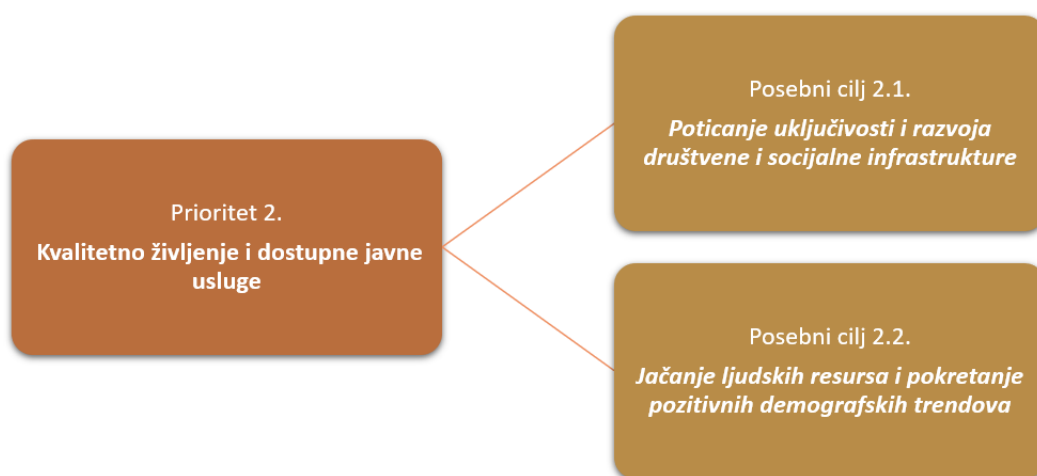 Prioritet 2.
Kvalitetno življenje i dostupne javne
usluge
Posebni cilj 2.1.
Poticanje uključivosti i razvoja
društvene i socijalne infrastrukture
Posebni cilj 2.2.
Jačanje ljudskih resursa i pokretanje
pozitivnih demografskih trendova